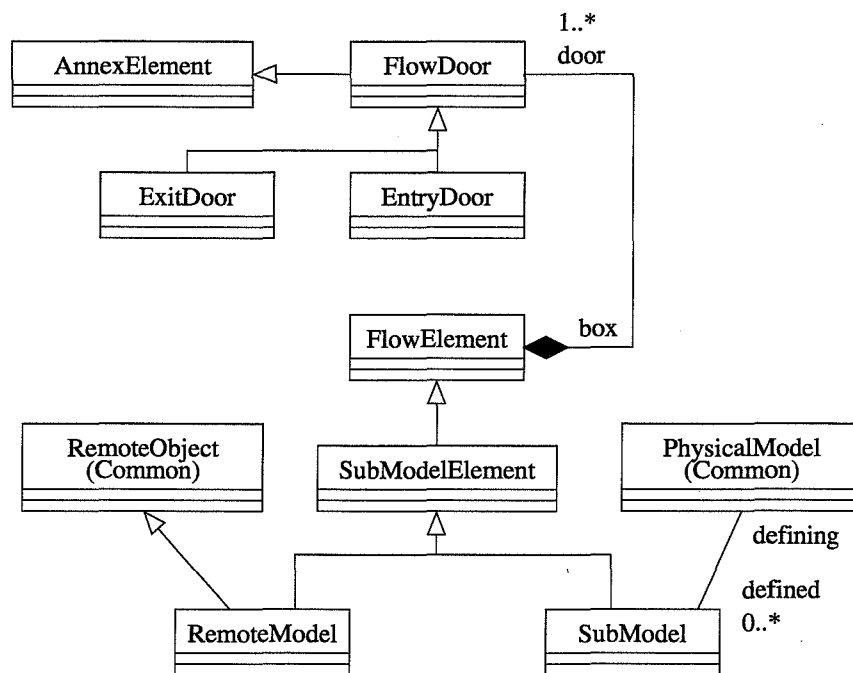 1..*
door
AnnexElement
FlowDoor
ExitDoor
EntryDoor
FlowElement
box
RemoteObject
(Common)
SubModelElement
PhysicalModel
(Common)
defining
defined
0..*
RemoteModel
SubModel